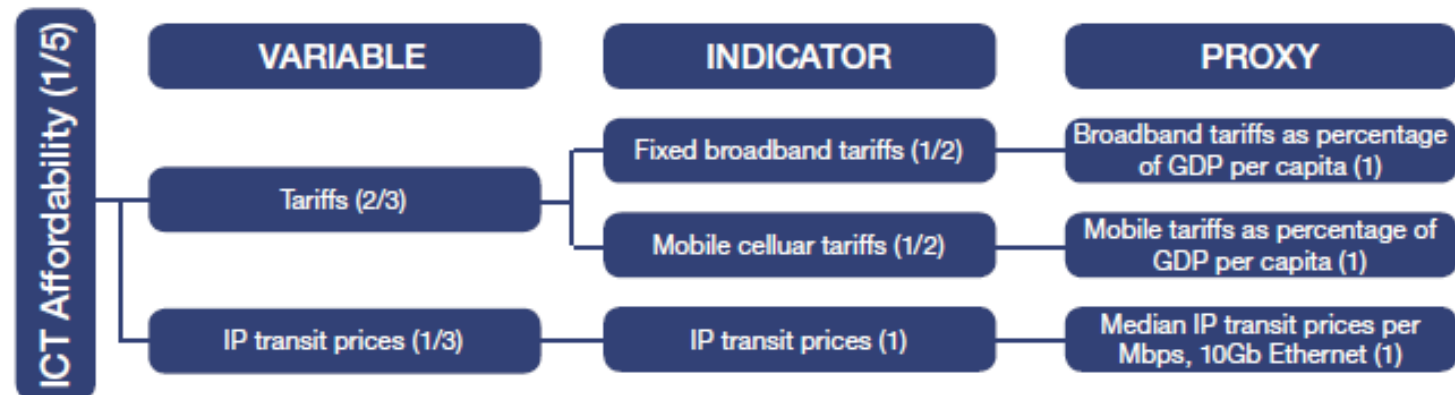 ICT Affordability (1/5)
VARIABLE
INDICATOR
PROXY
Tariffs (2/3)
Fixed broadband tariffs (1/2)
Broadband tariffs as percentage
of GDP per capita (1)
Mobile celluar tariffs (1/2)
Mobile tariffs as percentage of
GDP per capita (1)
IP transit prices (1/3)
IP transit prices (1)
Median IP transit prices per
Mbps, 10Gb Ethernet (1)